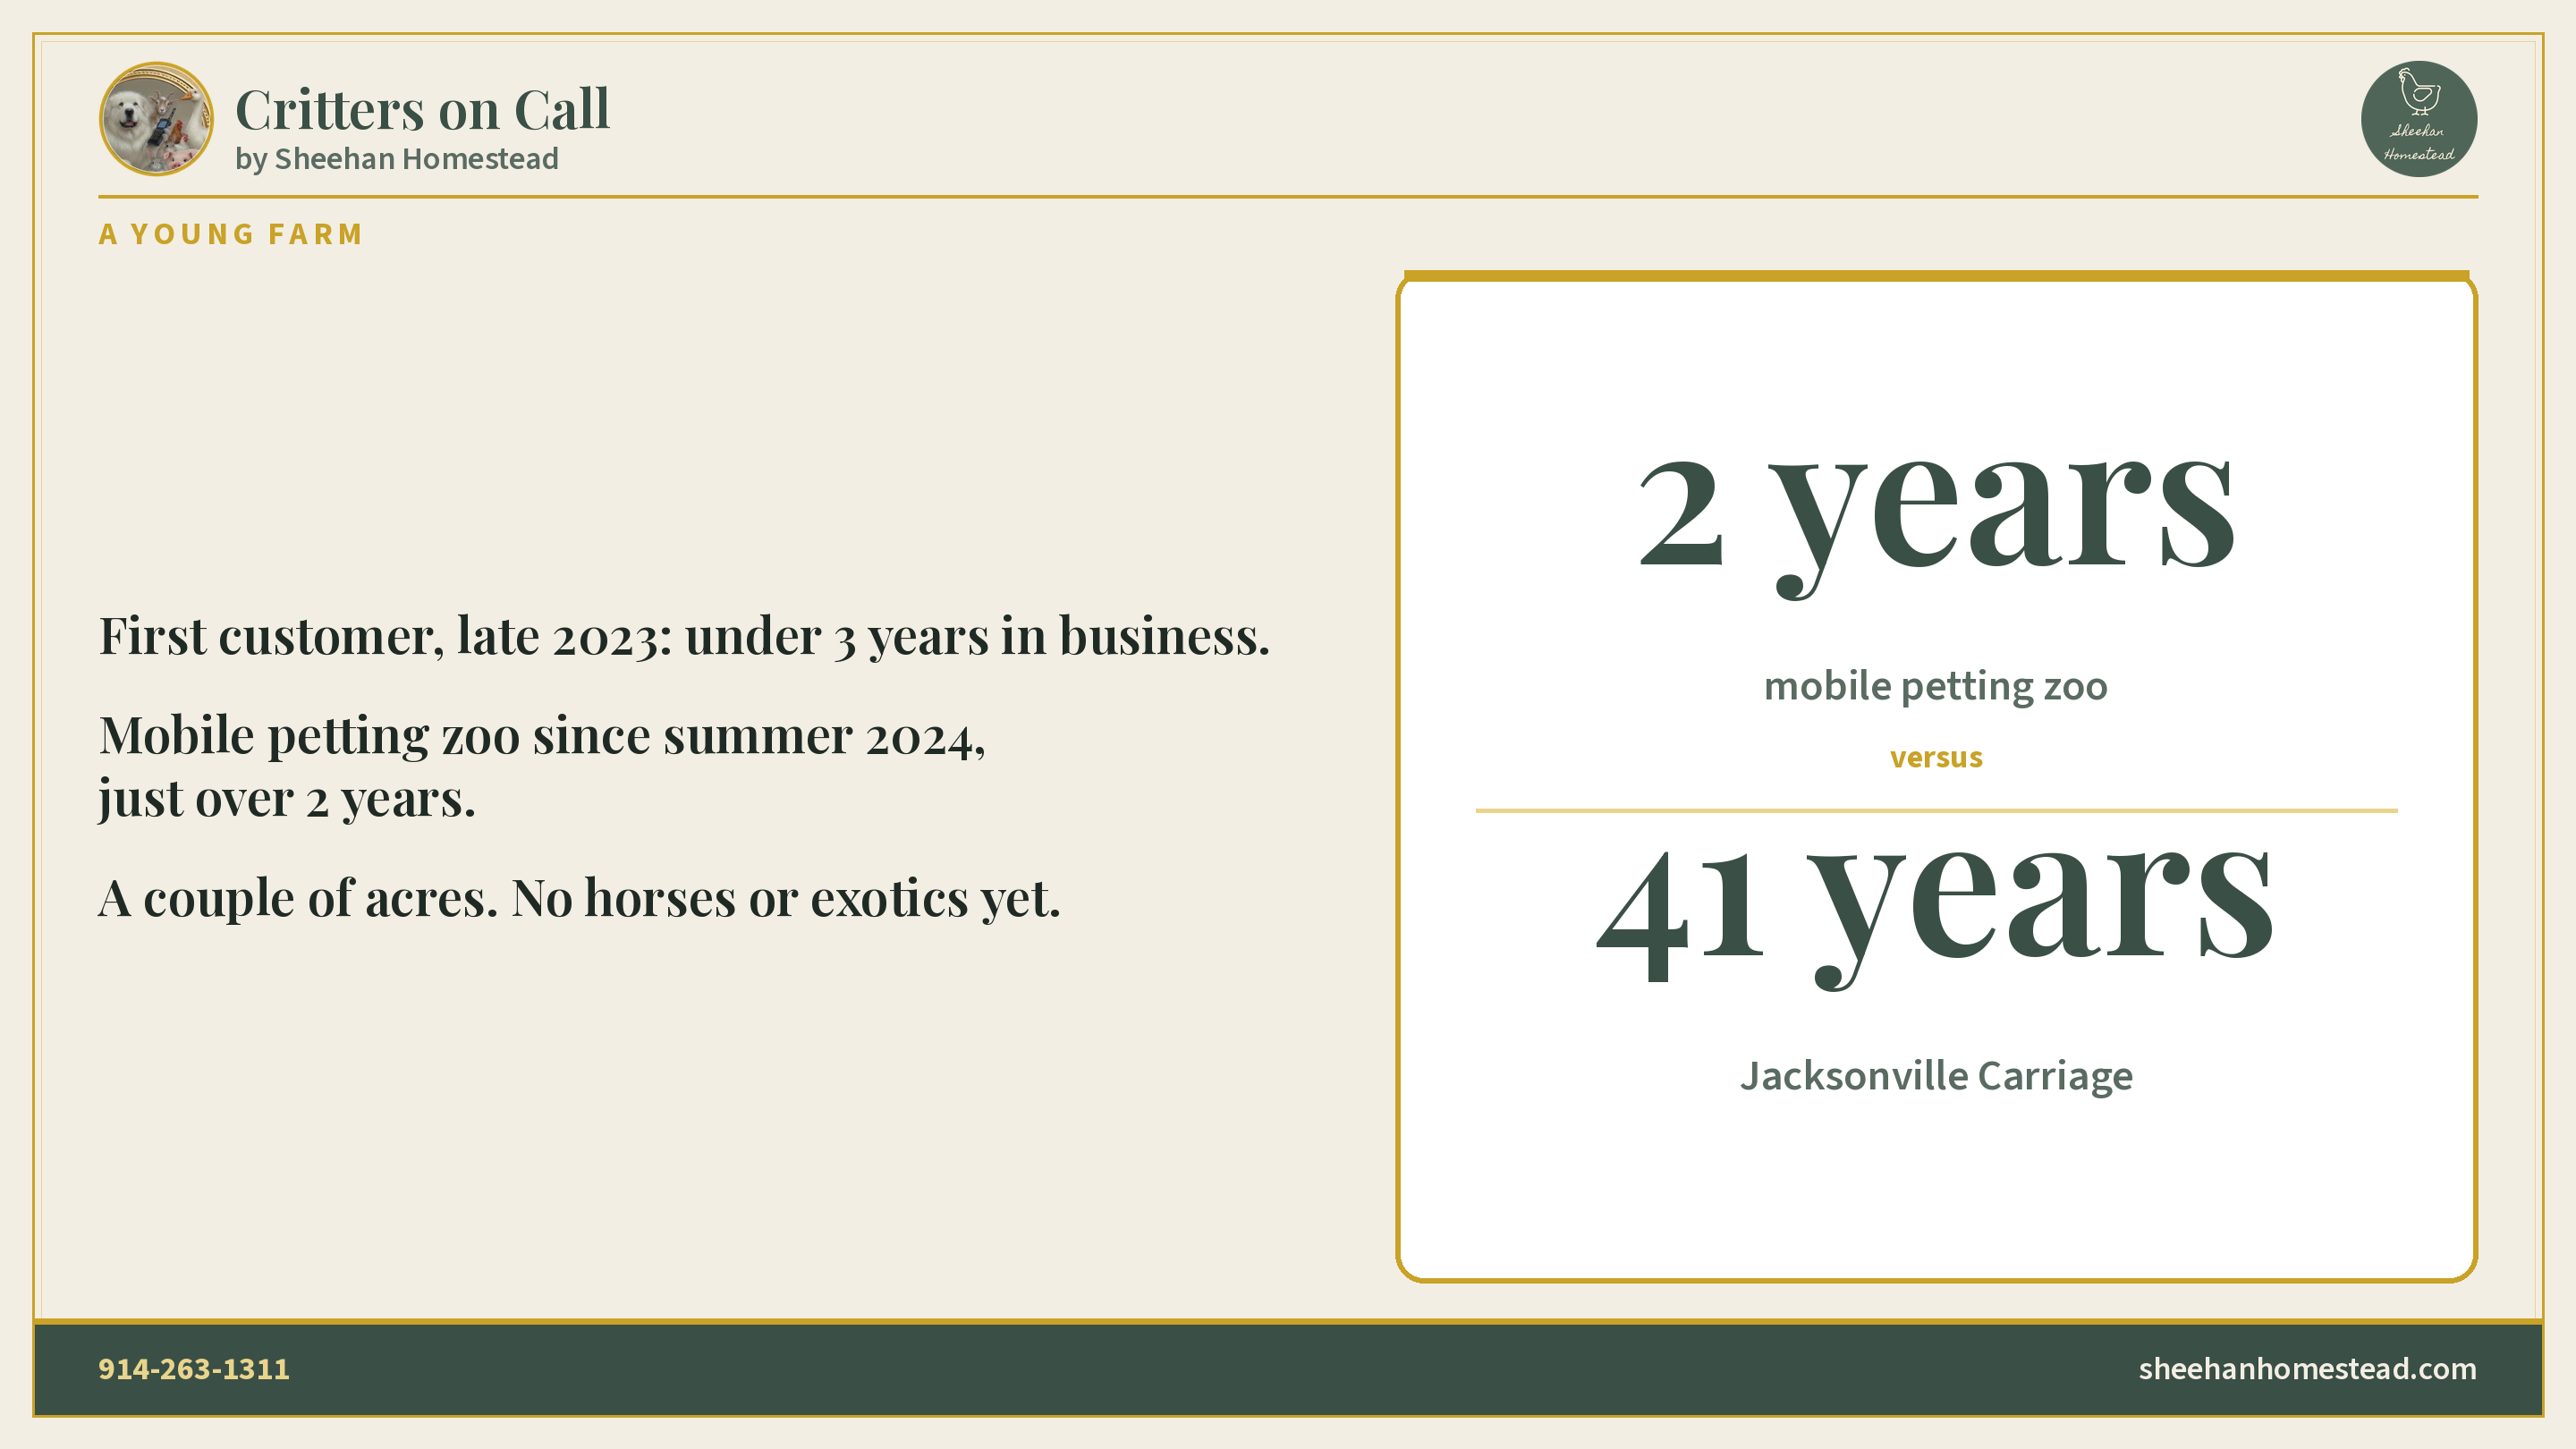 Critters on Call
by Sheehan Homestead
Sheehan
Homestead
A YOUNG FARM
First customer, late 2023: under 3 years in business.
Mobile petting zoo since summer 2024,
just over 2 years.
A couple of acres. No horses or exotics yet.
2 years
mobile petting zoo
versus
41 years
Jacksonville Carriage
914-263-1311
sheehanhomestead.com